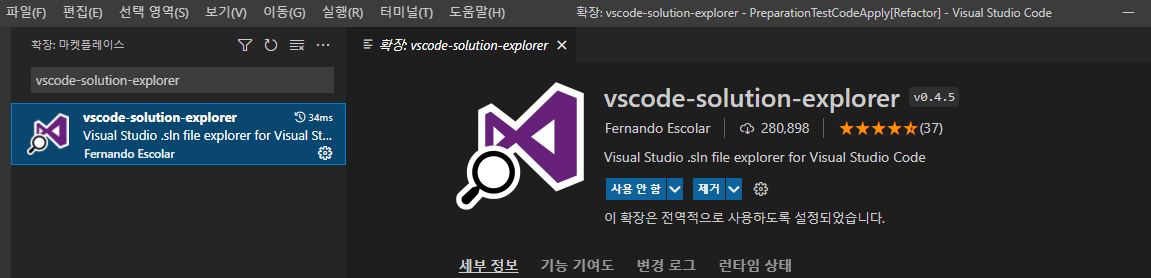 파일(F) 편집(E) 선택 영역(S) 보기(V) 이동(G) 실행(R) 터미널(T) 도움말(H) 확장: vscode-solution-explorer - PreparationTestCodeApply[Refactor] - Visual Studio Code
확장: 마켓플레이스
확장: vscode-solution-explorer
vscode-solution-explorer
vscode-solution-explorer 34ms
Visual Studio .sln file explorer for Visual St...
Fernando Escolar
vscode-solution-explorer v0.4.5
Fernando Escolar 280,898 (37)
Visual Studio .sln file explorer for Visual Studio Code
사용 안 함 제거
이 확장은 전역적으로 사용하도록 설정되었습니다.
세부 정보 기능 기여도 변경 로그 런타임 상태